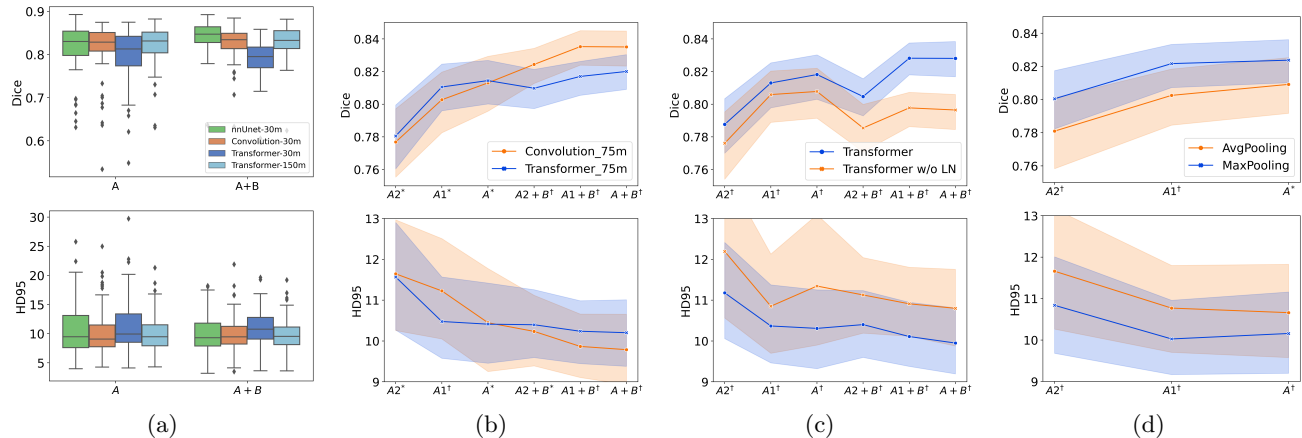 Dice
0.9
0.8
0.7
0.6
nnUnet-30m
Convolution-30m
Transformer-30m
Transformer-150m
A
A+B
HD95
30
25
20
15
10
5
A
A + B
(a)
Dice
0.84
0.82
0.80
0.78
0.76
Convolution_75m
Transformer_75m
A2* A1* A* A2 + B† A1 + B† A + B†
HD95
13
12
11
10
9
A2* A1† A* A2 + B* A1 + B† A + B†
(b)
Dice
0.84
0.82
0.80
0.78
0.76
Transformer
Transformer w/o LN
A2† A1† A† A2 + B† A1 + B† A + B†
HD95
13
12
11
10
9
A2† A1† A† A2 + B† A1 + B† A + B†
(c)
Dice
0.84
0.82
0.80
0.78
0.76
AvgPooling
MaxPooling
A2† A1† A*
HD95
13
12
11
10
9
A2† A1† A†
(d)